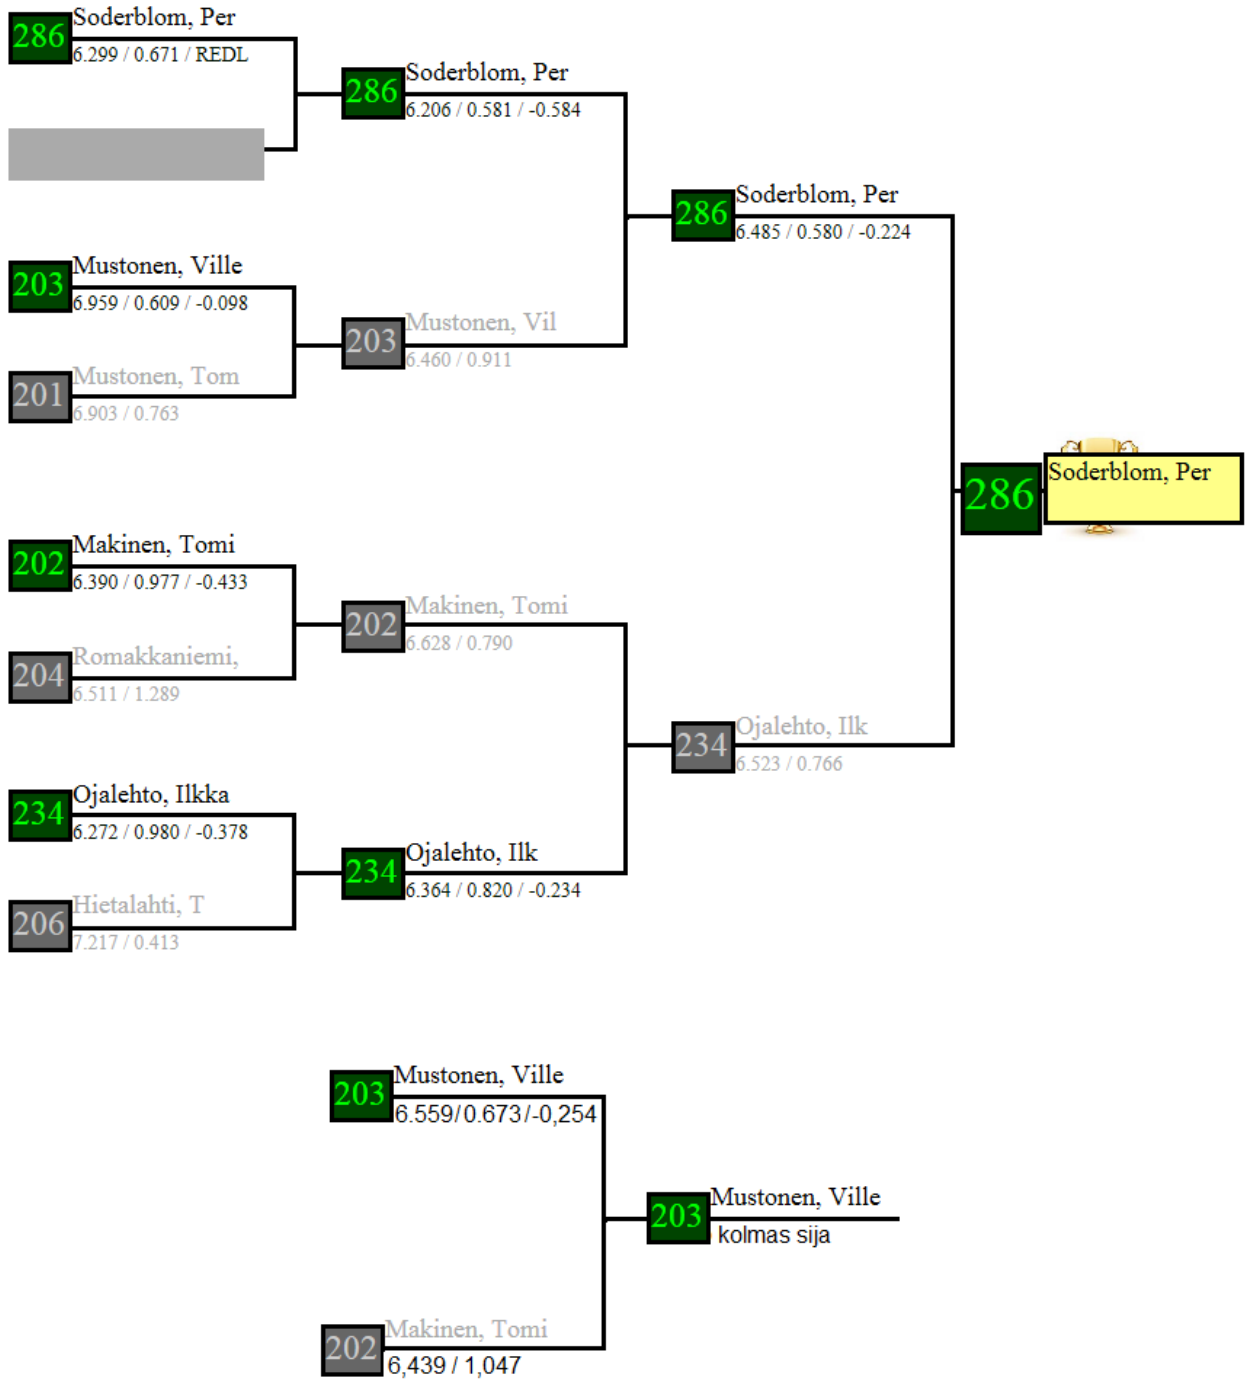 286 Soderblom, Per
6.299 / 0.671 / REDL
286 Soderblom, Per
6.206 / 0.581 / -0.584
203 Mustonen, Ville
6.959 / 0.609 / -0.098
201 Mustonen, Tom
6.903 / 0.763
203 Mustonen, Vil
6.460 / 0.911
286 Soderblom, Per
6.485 / 0.580 / -0.224
286 Soderblom, Per
202 Makinen, Tomi
6.390 / 0.977 / -0.433
204 Romakkaniemi,
6.511 / 1.289
202 Makinen, Tomi
6.628 / 0.790
234 Ojalehto, Ilk
6.523 / 0.766
234 Ojalehto, Ilkka
6.272 / 0.980 / -0.378
206 Hietalahti, T
7.217 / 0.413
234 Ojalehto, Ilk
6.364 / 0.820 / -0.234
203 Mustonen, Ville
6.559/0.673/-0,254
203 Mustonen, Ville
kolmas sija
202 Makinen, Tomi
6,439 / 1,047